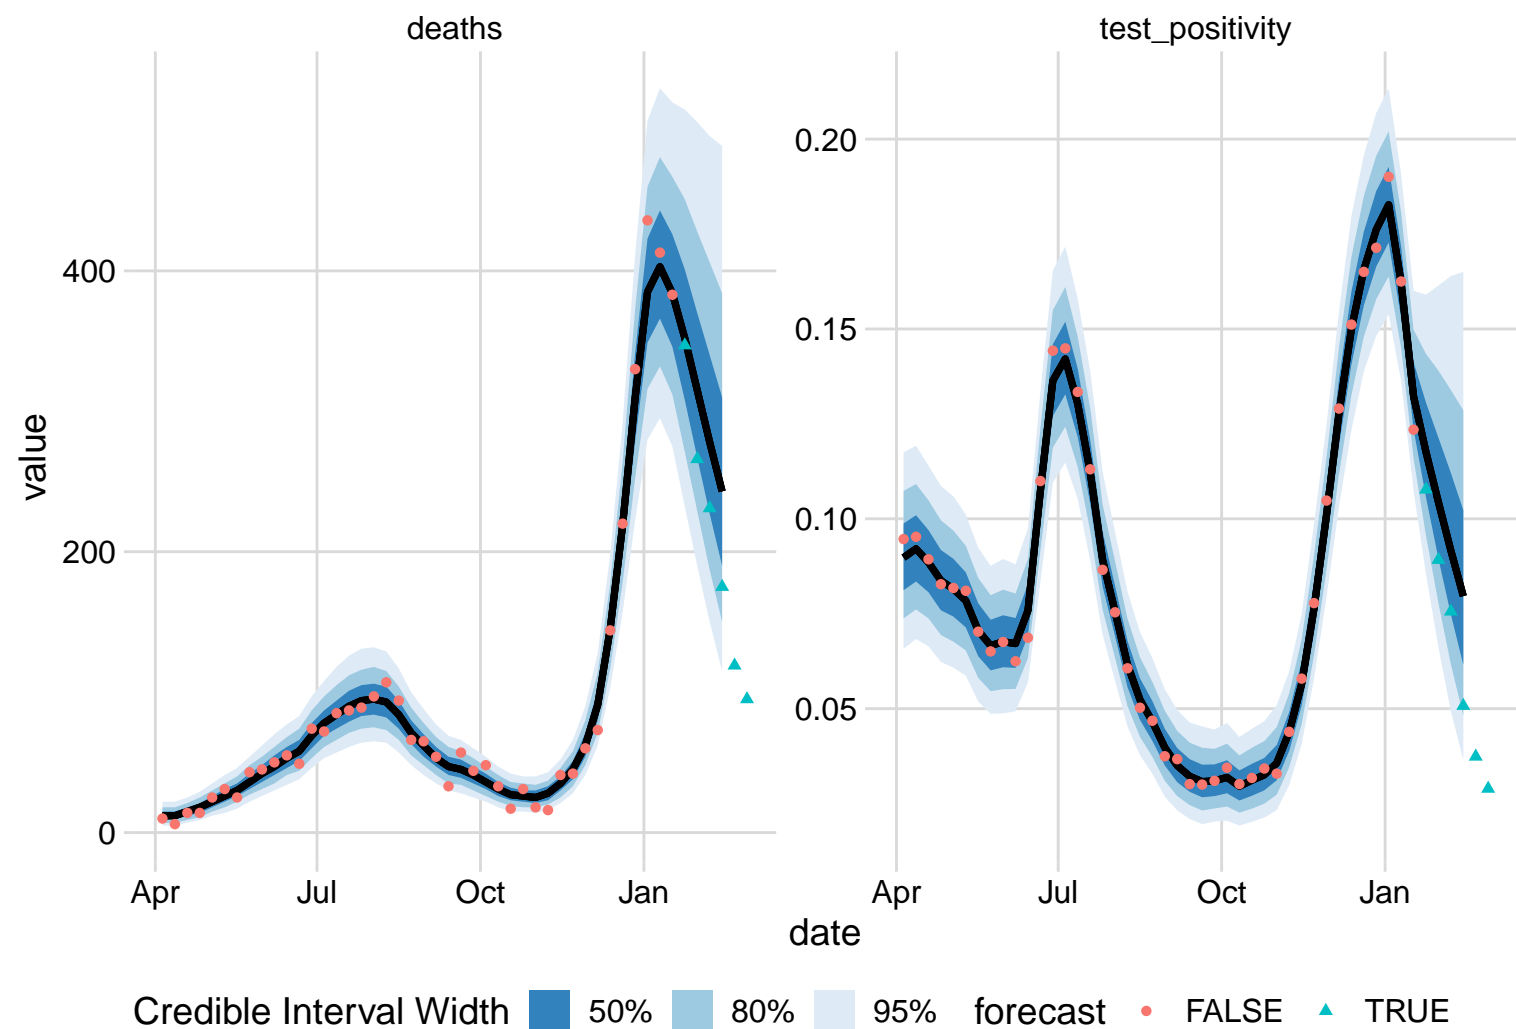 deaths
test_positivity
value
400
200
0
0.20
0.15
0.10
0.05
Apr Jul Oct Jan
Apr Jul Oct Jan
date
Credible Interval Width 50% 80% 95% forecast FALSE TRUE